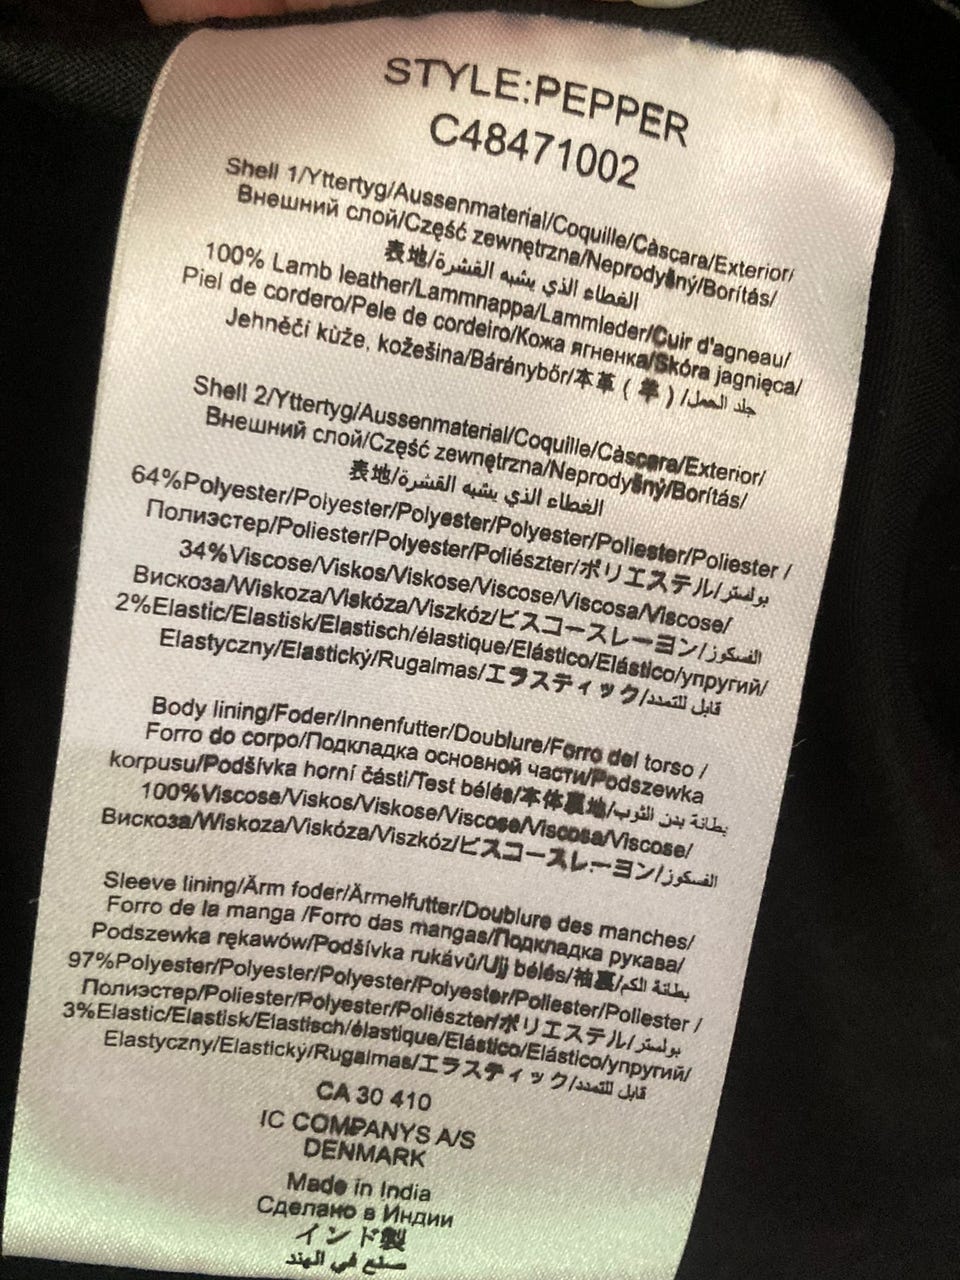 STYLE:PEPPER
C48471002
Shell 1/Yttertyg/Aussenmaterial/Coquille/Càscara/Exterior/
Внешний слой/Część zewnętrzna/Neprodyšný/Borítás/
表地/الغطاء الذي يشبه القشرة
100% Lamb leather/Lammnappa/Lammleder/Cuir d'agneau/
Piel de cordero/Pele de cordeiro/Кожа ягненка/Skóra jagnięca/
Jehněčí kùže, kožešina/Báránybőr/本革 ( 羊 ) /جلد الحمل
Shell 2/Yttertyg/Aussenmaterial/Coquille/Càscara/Exterior/
Внешний слой/Część zewnętrzna/Neprodyšný/Borítás/
表地/الغطاء الذي يشبه القشرة
64%Polyester/Polyester/Polyester/Polyester/Poliester/Poliester /
Полиэстер/Poliester/Polyester/Poliészter/ポリエステル/بولستر
34%Viscose/Viskos/Viskose/Viscose/Viscosa/Viscose/
Вискоза/Wiskoza/Viskóza/Viszkóz/ビスコースレーヨン/الفسكوز
2%Elastic/Elastisk/Elastisch/élastique/Elástico/Elástico/упругий/
Elastyczny/Elastický/Rugalmas/エラスティック/قابل للتمدد
Body lining/Foder/Innenfutter/Doublure/Forro del torso /
Forro do corpo/Подкладка основной части/Podszewka
korpusu/Podšívka horní části/Test bélés/本体裏地/بطانة بدن الثوب
100%Viscose/Viskos/Viskose/Viscose/Viscosa/Viscose/
Вискоза/Wiskoza/Viskóza/Viszkóz/ビスコースレーヨン/الفسكوز
Sleeve lining/Ärm foder/Ärmelfutter/Doublure des manches/
Forro de la manga /Forro das mangas/Подкладка рукава/
Podszewka rękawów/Podšívka rukávů/Ujj bélés/袖裏/بطانة الكم
97%Polyester/Polyester/Polyester/Polyester/Poliester/Poliester /
Полиэстер/Poliester/Polyester/Poliészter/ポリエステル/بولستر
3%Elastic/Elastisk/Elastisch/élastique/Elástico/Elástico/упругий/
Elastyczny/Elastický/Rugalmas/エラスティック/قابل للتمدد
CA 30 410
IC COMPANYS A/S
DENMARK
Made in India
Сделано в Индии
インド製
صنع في الهند